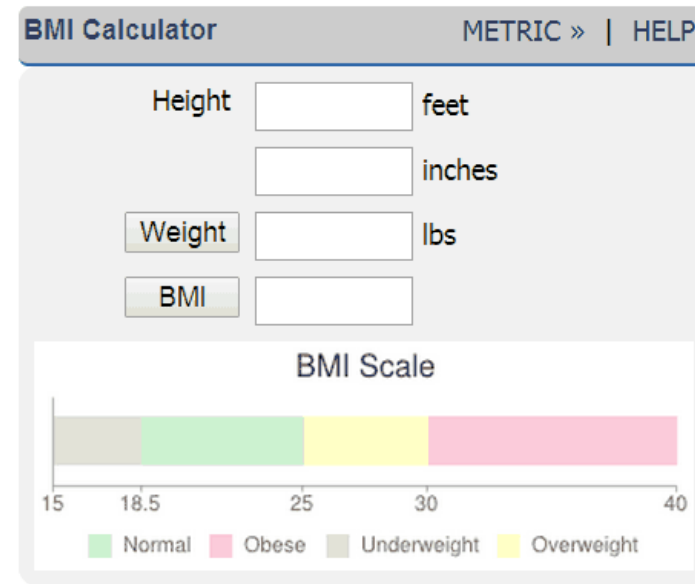 BMI Calculator METRIC » | HELP
Height feet
inches
Weight lbs
BMI
BMI Scale
15 18.5 25 30 40
Normal Obese Underweight Overweight